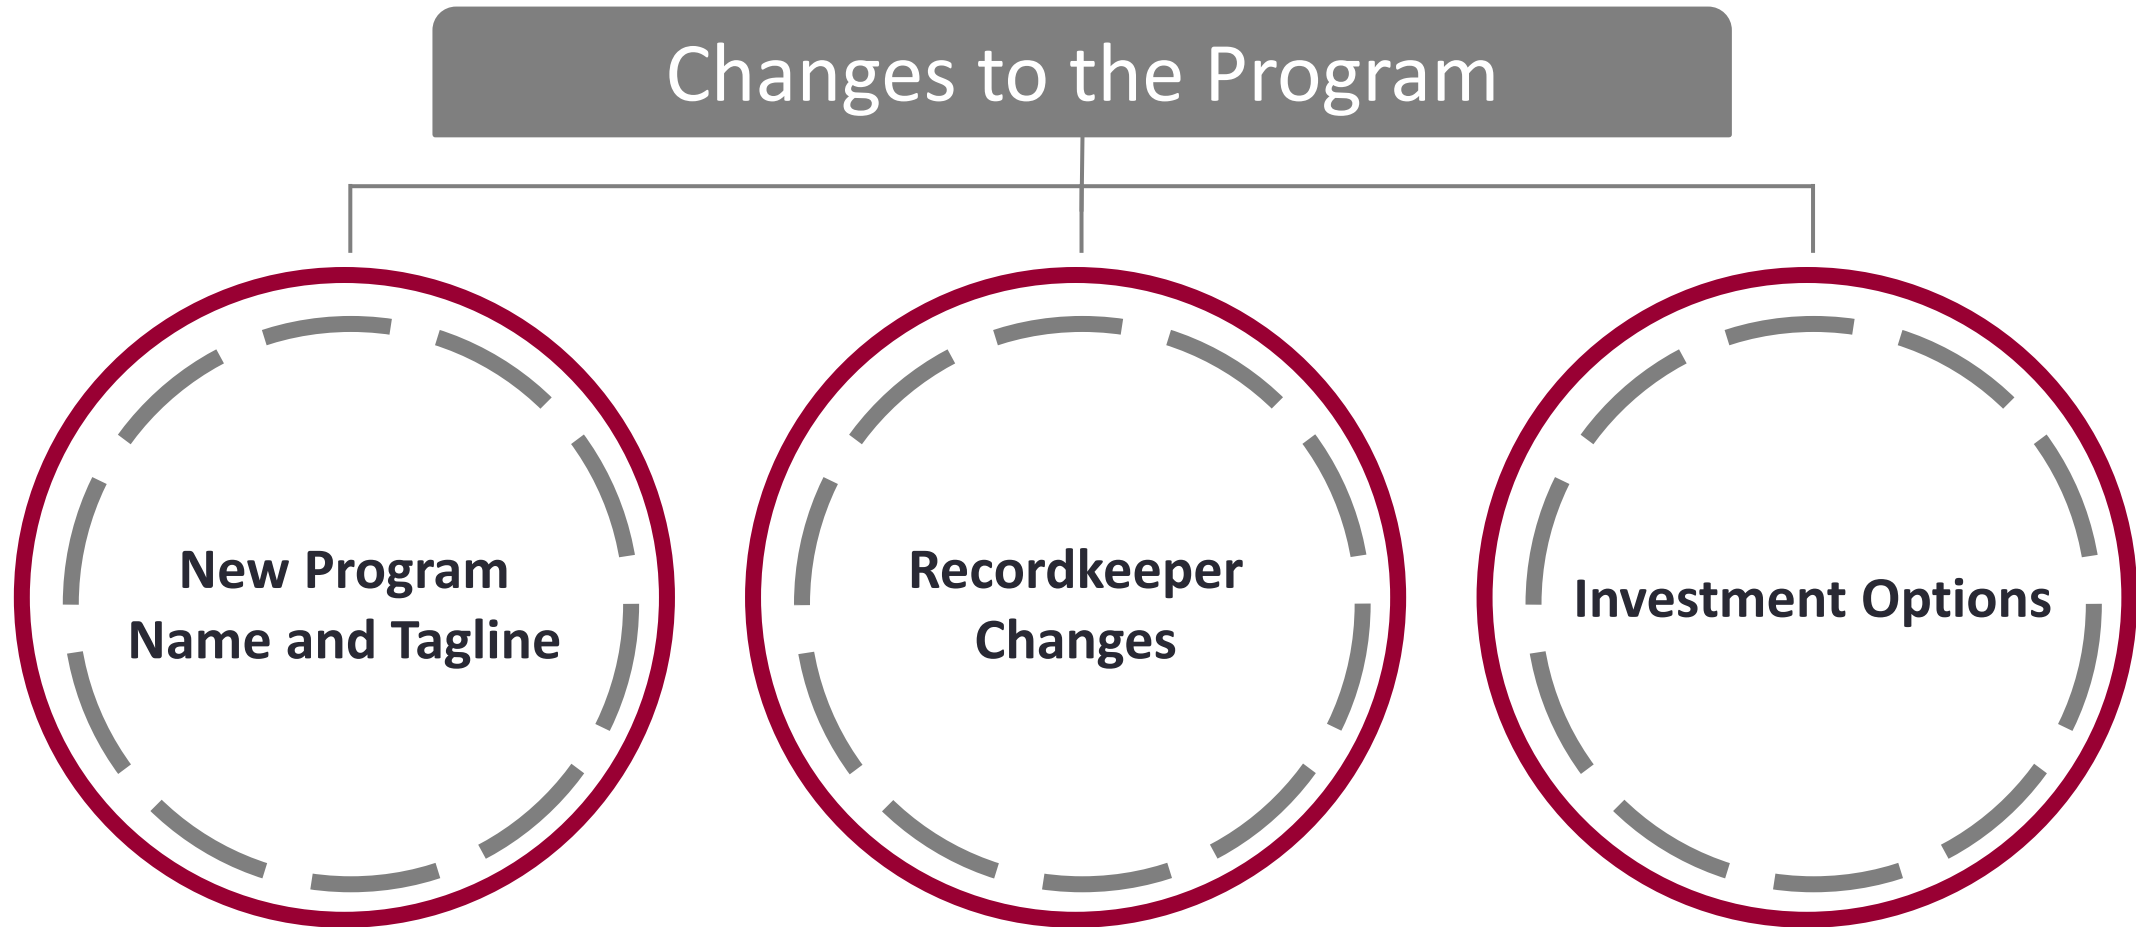 Changes to the Program
New Program
Name and Tagline
Recordkeeper
Changes
Investment Options